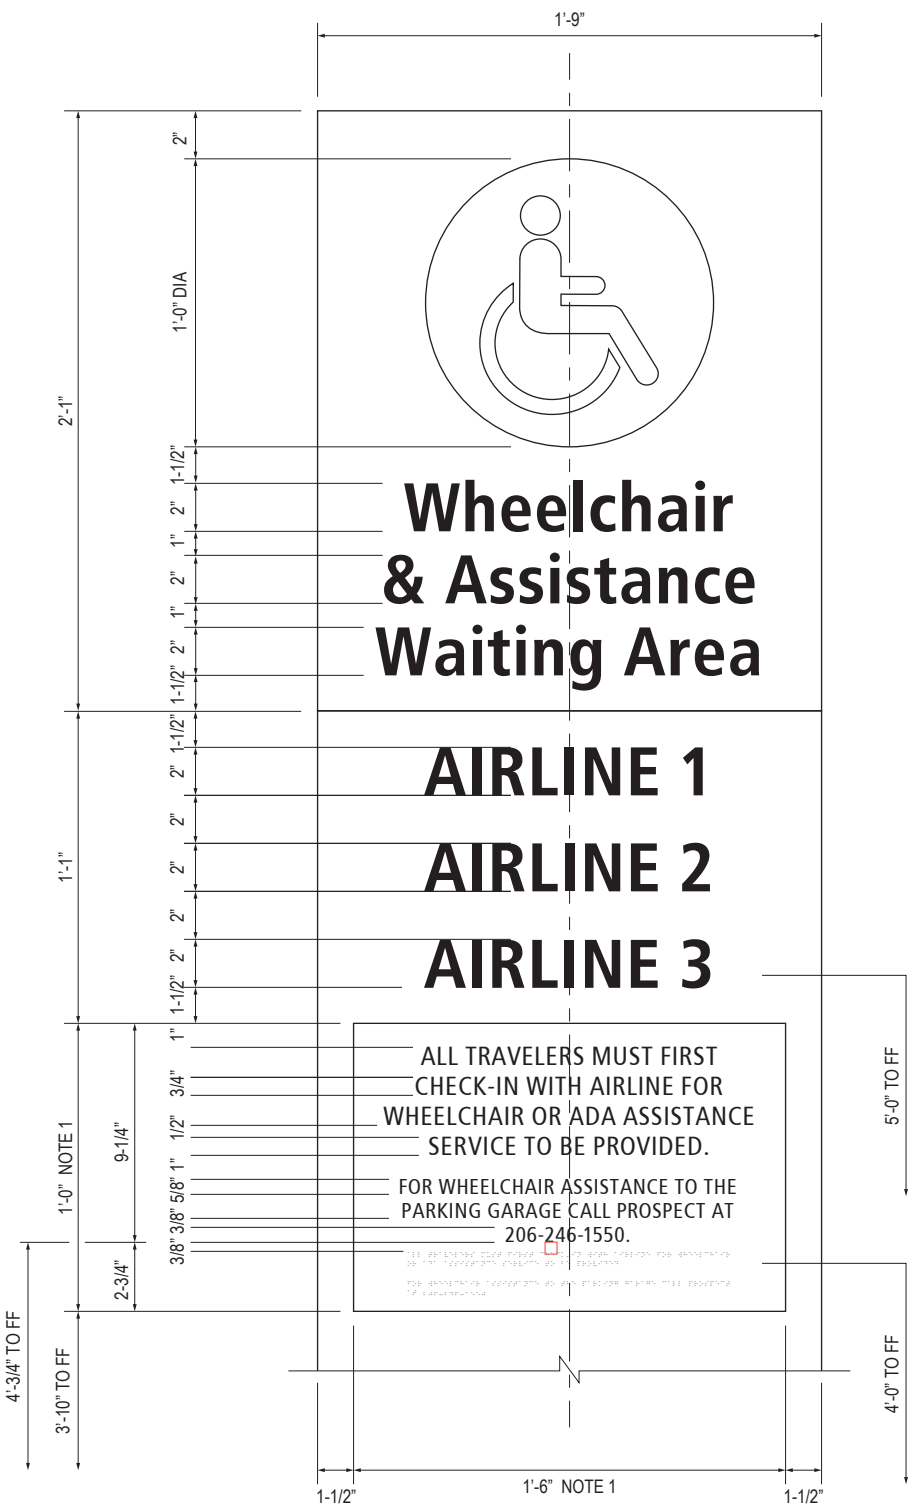 1'-9"
2"
1'-0" DIA
2'-1"
1-1/2"
2"
1"
2"
1"
2"
1-1/2"
Wheelchair
& Assistance
Waiting Area
1-1/2"
2"
2"
2"
2"
2"
1-1/2"
1'-1"
AIRLINE 1
AIRLINE 2
AIRLINE 3
1"
3/4"
1/2"
1"
5/8"
3/8"
3/8"
9-1/4"
2-3/4"
1'-0" NOTE 1
ALL TRAVELERS MUST FIRST
CHECK-IN WITH AIRLINE FOR
WHEELCHAIR OR ADA ASSISTANCE
SERVICE TO BE PROVIDED.
FOR WHEELCHAIR ASSISTANCE TO THE
PARKING GARAGE CALL PROSPECT AT
206-246-1550.
5'-0" TO FF
4'-3/4" TO FF
3'-10" TO FF
4'-0" TO FF
1-1/2"
1'-6" NOTE 1
1-1/2"